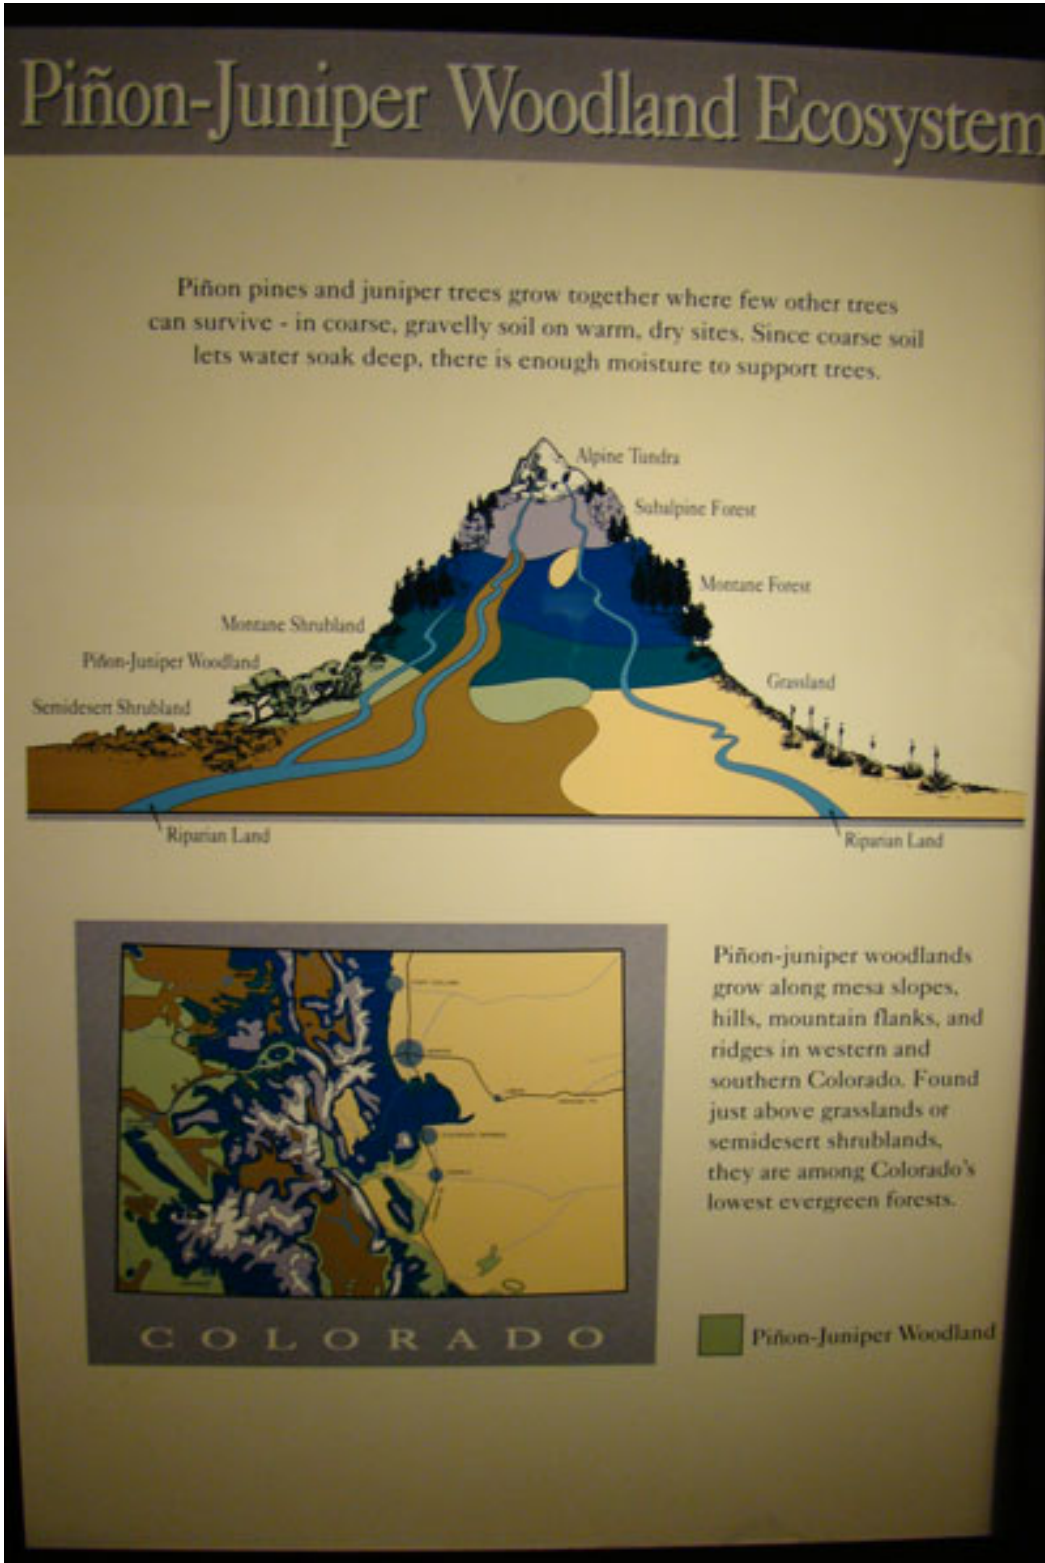 Piñon-Juniper Woodland Ecosystem
Piñon pines and juniper trees grow together where few other trees
can survive - in coarse, gravelly soil on warm, dry sites. Since coarse soil
lets water soak deep, there is enough moisture to support trees.
Alpine Tundra
Subalpine Forest
Montane Forest
Montane Shrubland
Piñon-Juniper Woodland
Grassland
Semidesert Shrubland
Riparian Land
Riparian Land
Piñon-juniper woodlands
grow along mesa slopes,
hills, mountain flanks, and
ridges in western and
southern Colorado. Found
just above grasslands or
semidesert shrublands,
they are among Colorado's
lowest evergreen forests.
COLORADO
Piñon-Juniper Woodland